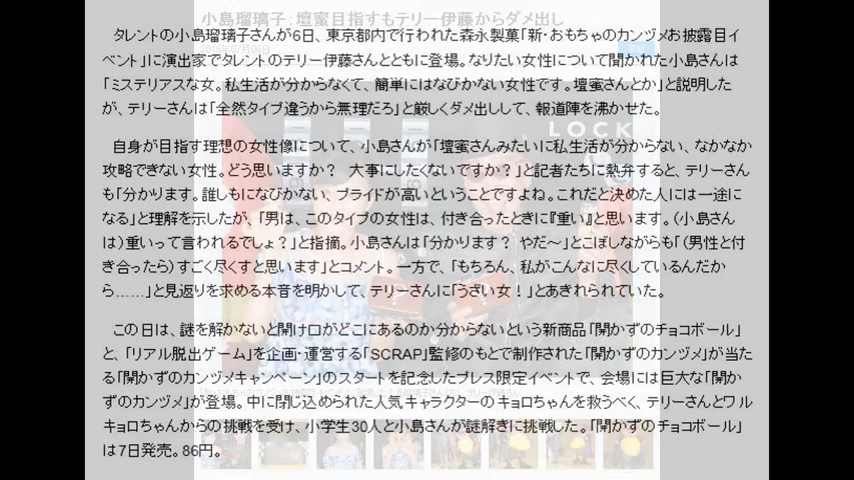 小島瑠璃子：壇蜜目指すもテリー伊藤からダメ出し
2015年07月06日
タレントの小島瑠璃子さんが6日、東京都内で行われた森永製菓「新・おもちゃのカンヅメお披露目イ
ベント」に演出家でタレントのテリー伊藤さんとともに登場。なりたい女性について聞かれた小島さんは
「ミステリアスな女。私生活が分からなくて、簡単にはなびかない女性です。壇蜜さんとか」と説明した
が、テリーさんは「全然タイプ違うから無理だろ」と厳しくダメ出しして、報道陣を沸かせた。
LOCK
自身が目指す理想の女性像について、小島さんが「壇蜜さんみたいに私生活が分からない、なかなか
攻略できない女性。どう思いますか？ 大事にしたくないですか？」と記者たちに熱弁すると、テリーさん
も「分かります。誰しもになびかない、プライドが高いということですよね。これだと決めた人には一途に
なる」と理解を示したが、「男は、このタイプの女性は、付き合ったときに『重い』と思います。（小島さん
は）重いって言われるでしょ？」と指摘。小島さんは「分かります？ やだ～」とこぼしながらも「（男性と付
き合ったら）すごく尽くすと思います」とコメント。一方で、「もちろん、私がこんなに尽くしているんだか
ら……」と見返りを求める本音を明かして、テリーさんに「うざい女！」とあきれられていた。
この日は、謎を解かないと開け口がどこにあるのか分からないという新商品「開かずのチョコボール」
と、「リアル脱出ゲーム」を企画・運営する「SCRAP」監修のもとで制作された「開かずのカンヅメ」が当た
る「開かずのカンヅメキャンペーン」のスタートを記念したプレス限定イベントで、会場には巨大な「開か
ずのカンヅメ」が登場。中に閉じ込められた人気キャラクターのキョロちゃんを救うべく、テリーさんとワル
キョロちゃんからの挑戦を受け、小学生30人と小島さんが謎解きに挑戦した。「開かずのチョコボール」
は7日発売。86円。